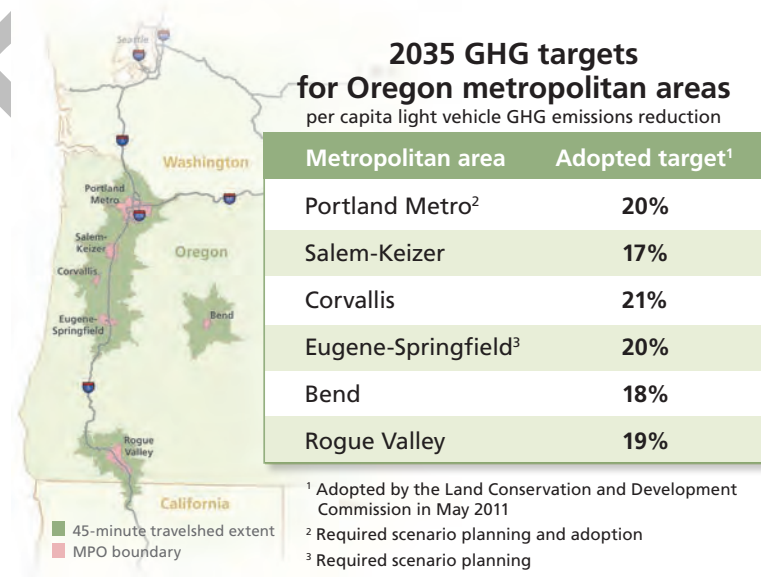 2035 GHG targets
for Oregon metropolitan areas
per capita light vehicle GHG emissions reduction
Metropolitan area Adopted target¹
Portland Metro² 20%
Salem-Keizer 17%
Corvallis 21%
Eugene-Springfield³ 20%
Bend 18%
Rogue Valley 19%
¹ Adopted by the Land Conservation and Development
Commission in May 2011
² Required scenario planning and adoption
³ Required scenario planning
Seattle
Washington
Portland
Metro
Salem-
Keizer
Oregon
Corvallis
Eugene-
Springfield
Bend
Rogue
Valley
California
45-minute travelshed extent
MPO boundary